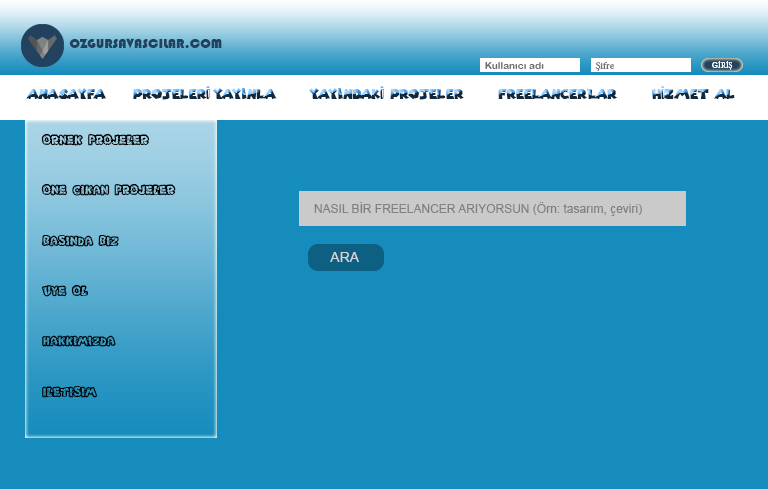 OZGURSAVASCILAR.COM
Kullanıcı adı
Şifre
GİRİŞ
ANASAYFA
PROJELERİ YAYINLA
YAYINDAKİ PROJELER
FREELANCERLAR
HİZMET AL
ORNEK PROJELER
ONE CIKAN PROJELER
BASINDA BIZ
UYE OL
HAKKIMIZDA
ILETISIM
NASIL BİR FREELANCER ARIYORSUN (Örn: tasarım, çeviri)
ARA